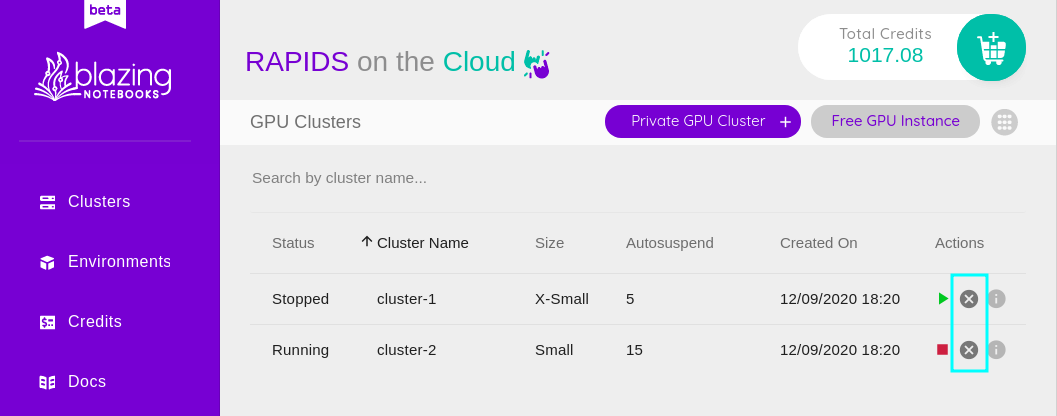 beta
blazing
NOTEBOOKS
Clusters
Environments
Credits
Docs
RAPIDS on the Cloud
Total Credits
1017.08
GPU Clusters
Private GPU Cluster +
Free GPU Instance
Search by cluster name...
Status Cluster Name Size Autosuspend Created On Actions
Stopped cluster-1 X-Small 5 12/09/2020 18:20
Running cluster-2 Small 15 12/09/2020 18:20